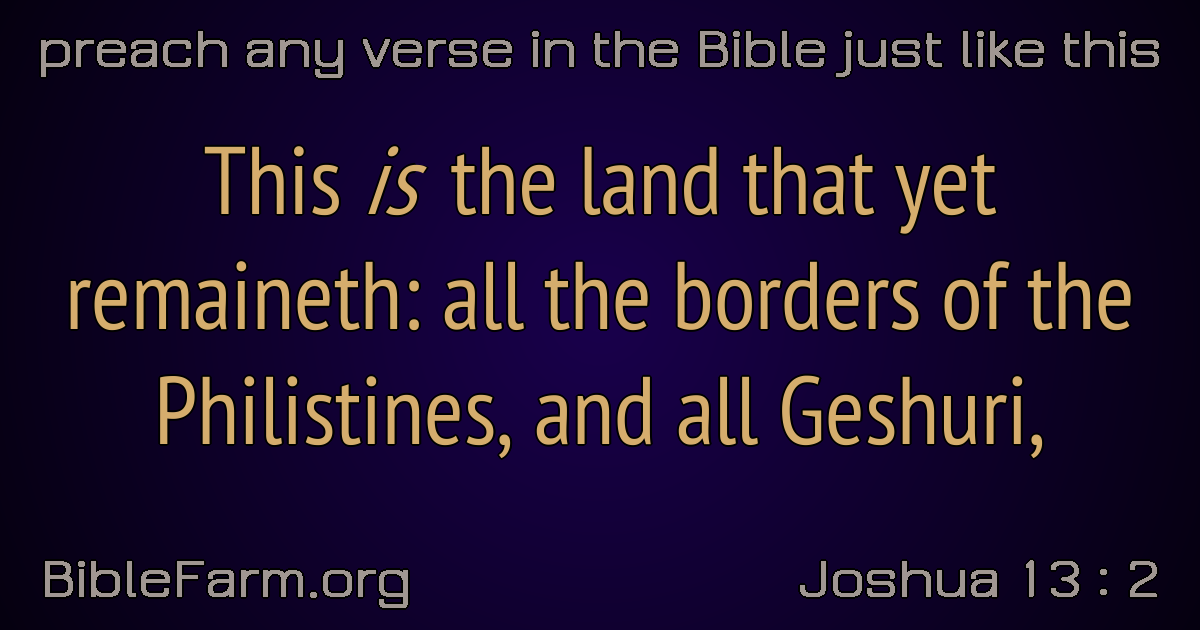 preach any verse in the Bible just like this
This is the land that yet
remaineth: all the borders of the
Philistines, and all Geshuri,
BibleFarm.org
Joshua 13 : 2